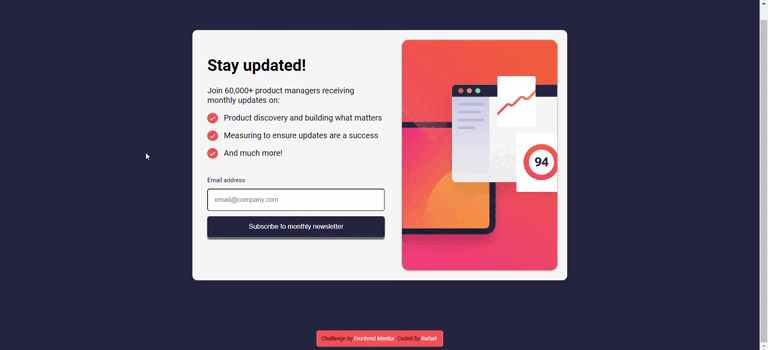 Stay updated!
Join 60,000+ product managers receiving
monthly updates on:
Product discovery and building what matters
Measuring to ensure updates are a success
And much more!
Email address
email@company.com
Subscribe to monthly newsletter
94
Challenge by Frontend Mentor. Coded by Rafael.